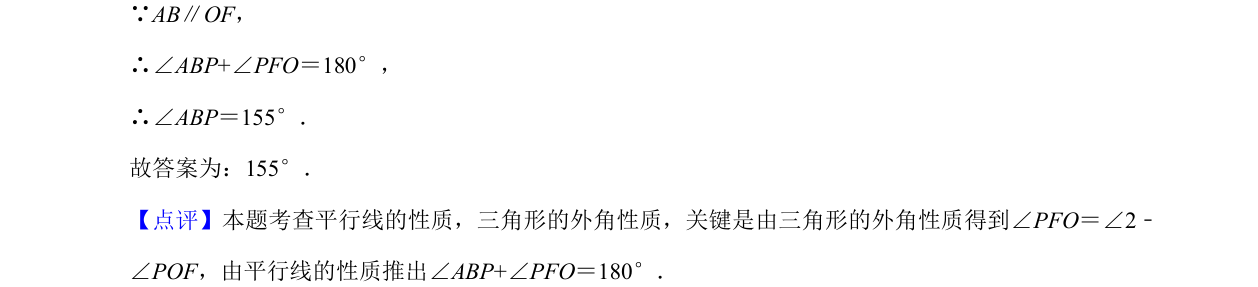 ∵AB∥OF，
∴∠ABP+∠PFO＝180°，
∴∠ABP＝155°．
故答案为：155°．
【点评】本题考查平行线的性质，三角形的外角性质，关键是由三角形的外角性质得到∠PFO＝∠2﹣
∠POF，由平行线的性质推出∠ABP+∠PFO＝180°．